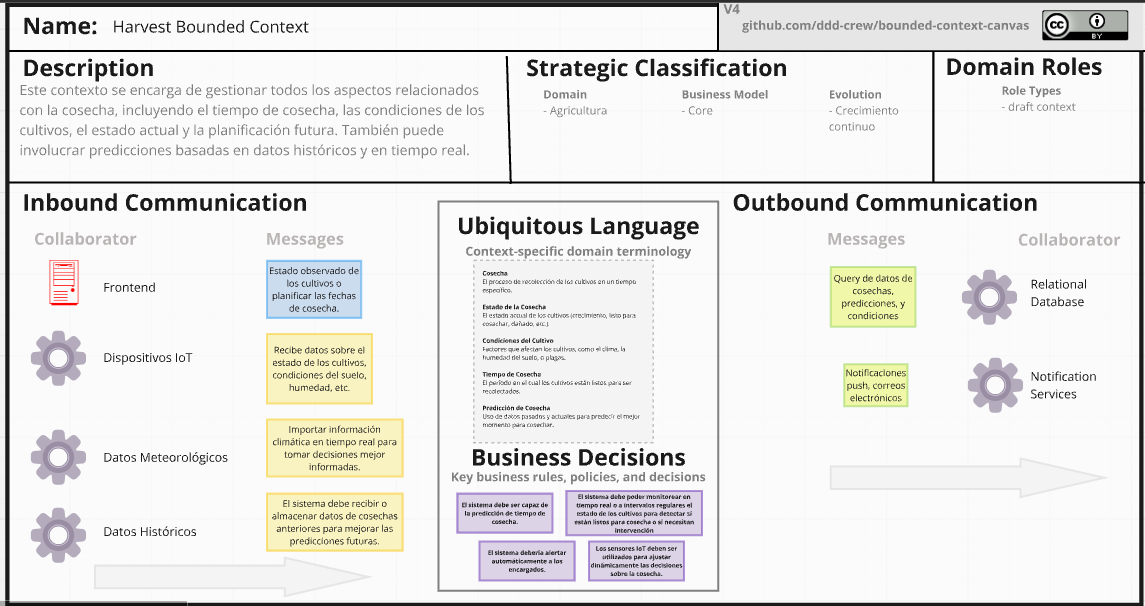 Name: Harvest Bounded Context
V4
github.com/ddd-crew/bounded-context-canvas
cc
BY
Description
Este contexto se encarga de gestionar todos los aspectos relacionados
con la cosecha, incluyendo el tiempo de cosecha, las condiciones de los
cultivos, el estado actual y la planificación futura. También puede
involucrar predicciones basadas en datos históricos y en tiempo real.
Strategic Classification
Domain
- Agricultura
Business Model
- Core
Evolution
- Crecimiento
continuo
Domain Roles
Role Types
- draft context
Inbound Communication
Collaborator
Messages
Frontend
Estado observado de
los cultivos o
planificar las fechas
de cosecha.
Dispositivos IoT
Recibe datos sobre el
estado de los cultivos,
condiciones del suelo,
humedad, etc.
Datos Meteorológicos
Importar información
climática en tiempo real para
tomar decisiones mejor
informadas.
Datos Históricos
El sistema debe recibir o
almacenar datos de cosechas
anteriores para mejorar las
predicciones futuras.
Ubiquitous Language
Context-specific domain terminology
Cosecha
El proceso de recolección de los cultivos en un tiempo
específico.
Estado de la Cosecha
El estado actual de los cultivos (crecimiento, listo para
cosechar, dañado, etc.)
Condiciones del Cultivo
Factores que afectan los cultivos, como el clima, la
humedad del suelo, o plagas.
Tiempo de Cosecha
El período en el cual los cultivos están listos para ser
recolectados.
Predicción de Cosecha
Uso de datos pasados y actuales para predecir el mejor
momento para cosechar.
Business Decisions
Key business rules, policies, and decisions
El sistema debe ser capaz de
la predicción de tiempo de
cosecha.
El sistema debe poder monitorear en
tiempo real o a intervalos regulares el
estado de los cultivos para detectar si
están listos para cosecha o si necesitan
intervención
El sistema debería alertar
automáticamente a los
encargados.
Los sensores IoT deben ser
utilizados para ajustar
dinámicamente las decisiones
sobre la cosecha.
Outbound Communication
Messages
Collaborator
Query de datos de
cosechas,
predicciones, y
condiciones
Relational
Database
Notificaciones
push, correos
electrónicos
Notification
Services